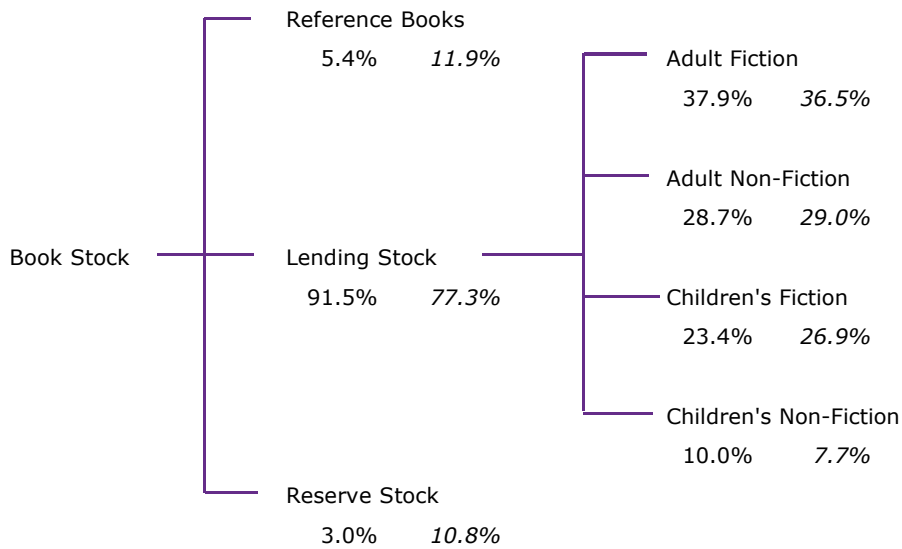 Reference Books
5.4% 11.9%
Adult Fiction
37.9% 36.5%
Adult Non-Fiction
28.7% 29.0%
Book Stock
Lending Stock
91.5% 77.3%
Children's Fiction
23.4% 26.9%
Children's Non-Fiction
10.0% 7.7%
Reserve Stock
3.0% 10.8%